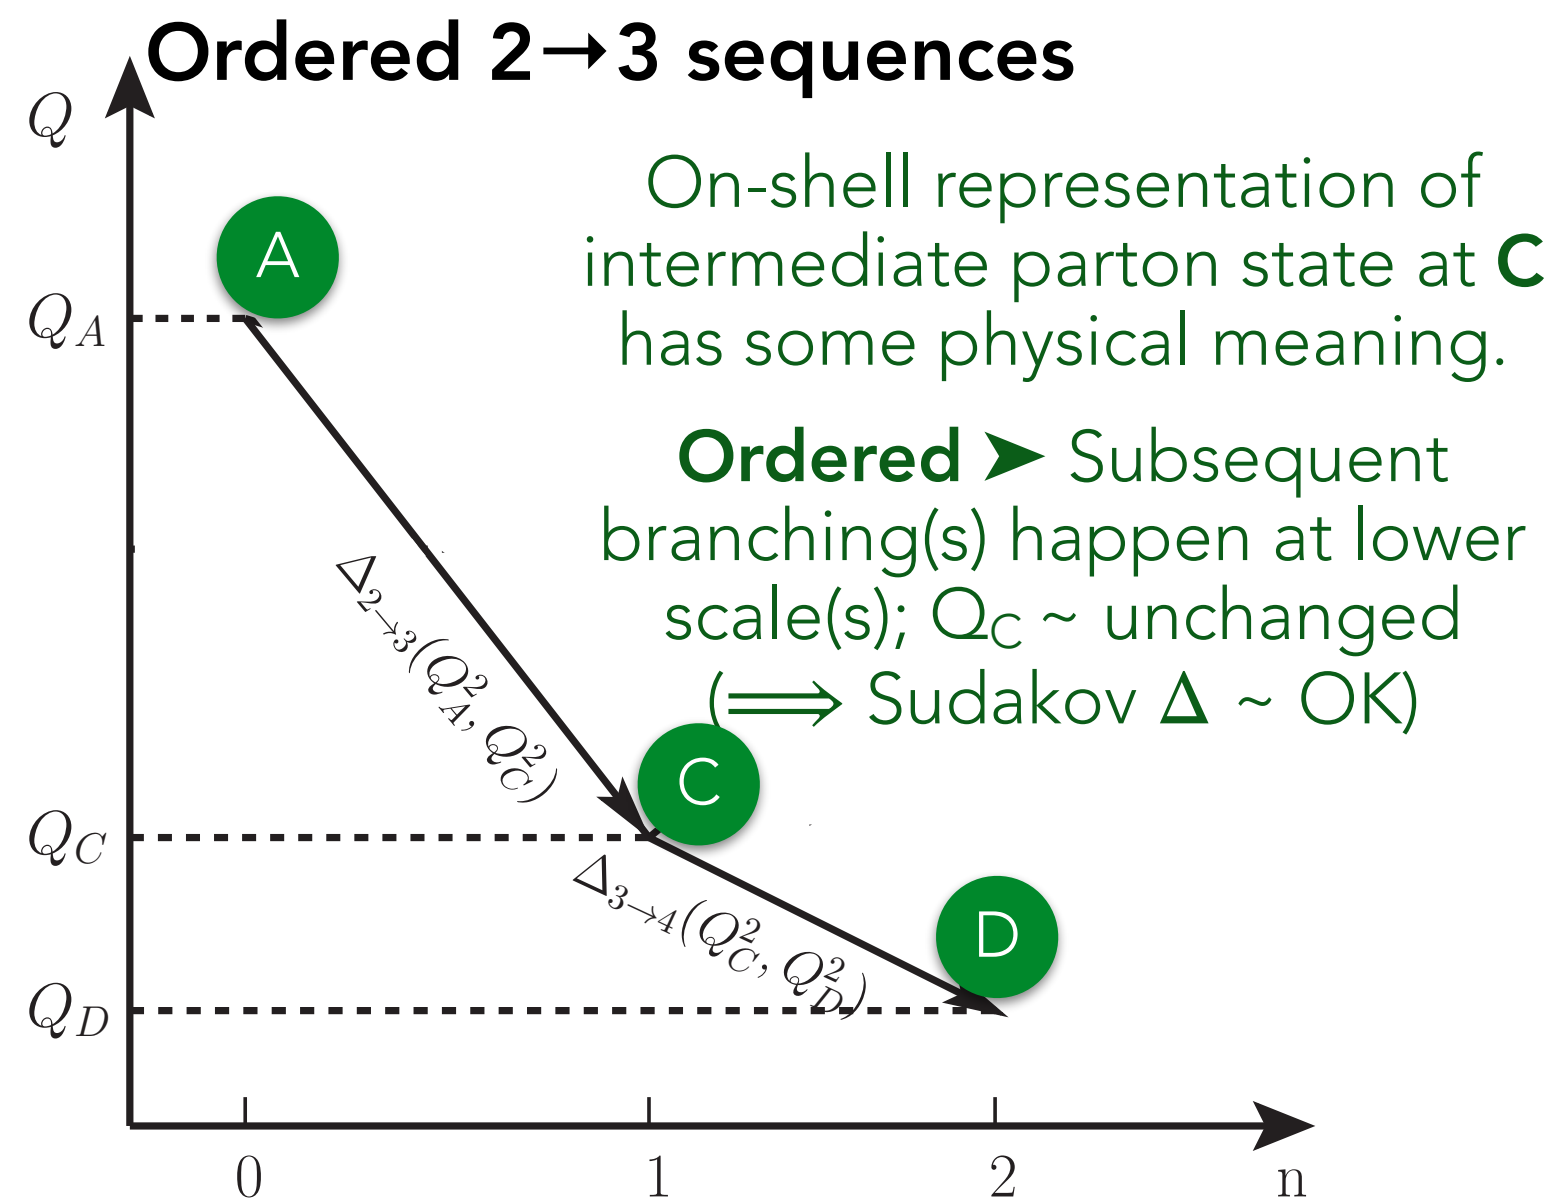 Ordered 2→3 sequences
Q
On-shell representation of
intermediate parton state at C
has some physical meaning.
A
Q_A
Ordered ➤ Subsequent
branching(s) happen at lower
scale(s); Q_C ~ unchanged
(⟹ Sudakov Δ ~ OK)
Δ_{2→3}(Q_A^2, Q_C^2)
C
Q_C
Δ_{3→4}(Q_C^2, Q_D^2)
D
Q_D
0 1 2 n